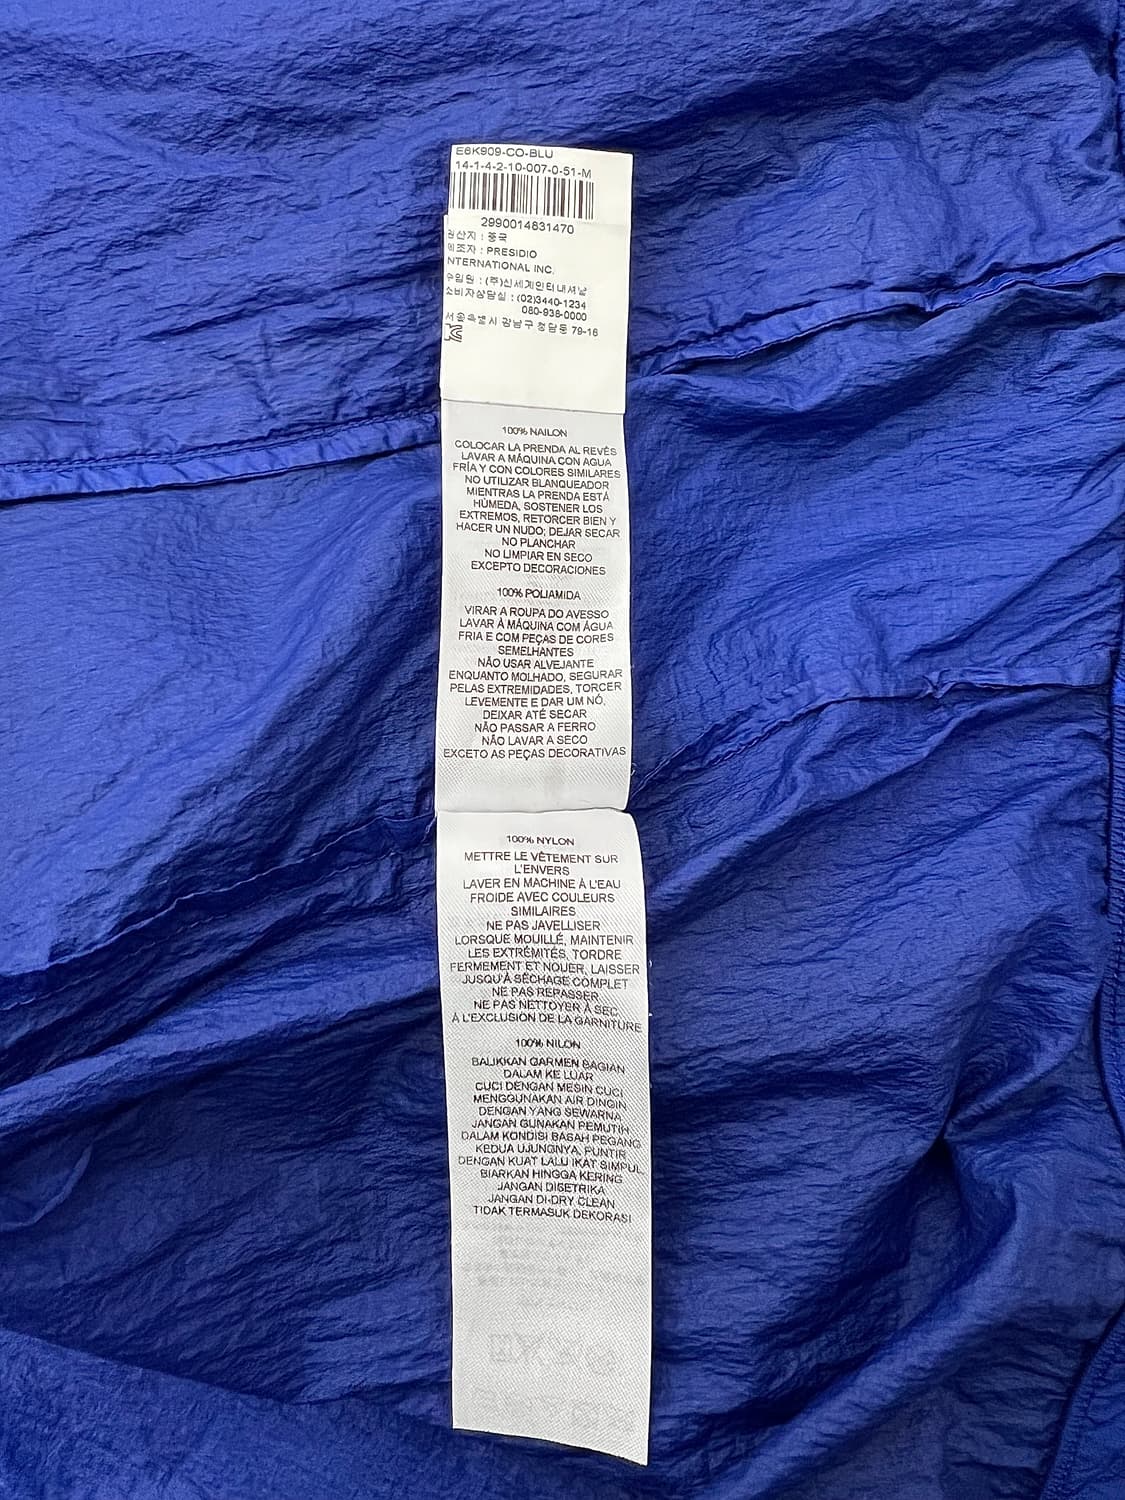 E6K909-CO-BLU
14-1-4-2-10-007-0-51-M
2990014831470
원산지 : 중국
제조자 : PRESIDIO
INTERNATIONAL INC.
수입원 : (주)신세계인터내셔날
소비자상담실 : (02)3440-1234
080-938-0000
서울특별시 강남구 청담동 79-16
100% NAILON
COLOCAR LA PRENDA AL REVÉS
LAVAR A MÁQUINA CON AGUA
FRÍA Y CON COLORES SIMILARES
NO UTILIZAR BLANQUEADOR
MIENTRAS LA PRENDA ESTÁ
HÚMEDA, SOSTENER LOS
EXTREMOS, RETORCER BIEN Y
HACER UN NUDO; DEJAR SECAR
NO PLANCHAR
NO LIMPIAR EN SECO
EXCEPTO DECORACIONES
100% POLIAMIDA
VIRAR A ROUPA DO AVESSO
LAVAR À MÁQUINA COM ÁGUA
FRIA E COM PEÇAS DE CORES
SEMELHANTES
NÃO USAR ALVEJANTE
ENQUANTO MOLHADO, SEGURAR
PELAS EXTREMIDADES, TORCER
LEVEMENTE E DAR UM NÓ,
DEIXAR ATÉ SECAR
NÃO PASSAR A FERRO
NÃO LAVAR A SECO
EXCETO AS PEÇAS DECORATIVAS
100% NYLON
METTRE LE VÊTEMENT SUR
L'ENVERS
LAVER EN MACHINE À L'EAU
FROIDE AVEC COULEURS
SIMILAIRES
NE PAS JAVELLISER
LORSQUE MOUILLÉ, MAINTENIR
LES EXTRÉMITÉS, TORDRE
FERMEMENT ET NOUER, LAISSER
JUSQU'À SÉCHAGE COMPLET
NE PAS REPASSER
NE PAS NETTOYER À SEC
À L'EXCLUSION DE LA GARNITURE
100% NILON
BALIKKAN GARMEN BAGIAN
DALAM KE LUAR
CUCI DENGAN MESIN CUCI
MENGGUNAKAN AIR DINGIN
DENGAN YANG SEWARNA
JANGAN GUNAKAN PEMUTIH
DALAM KONDISI BASAH PEGANG
KEDUA UJUNGNYA, PUNTIR
DENGAN KUAT LALU IKAT SIMPUL
BIARKAN HINGGA KERING
JANGAN DISETRIKA
JANGAN DI-DRY CLEAN
TIDAK TERMASUK DEKORASI